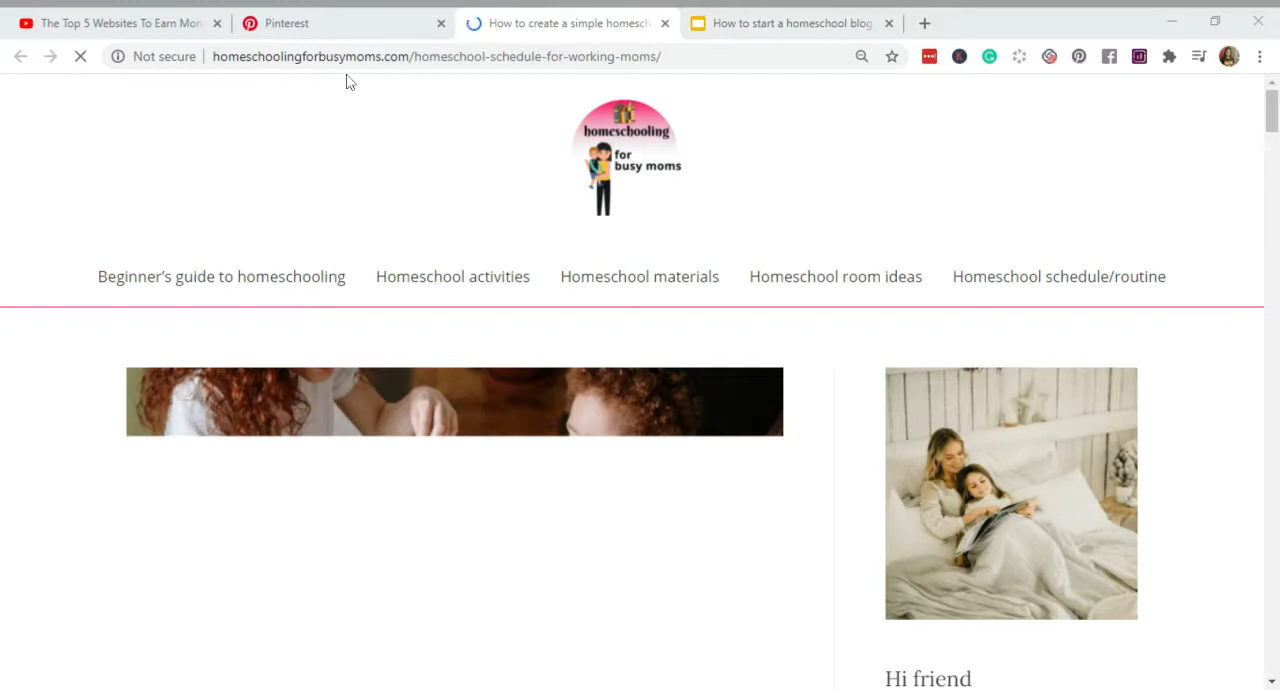 The Top 5 Websites To Earn Mon
Pinterest
How to create a simple homesch
How to start a homeschool blog
Not secure
homeschoolingforbusymoms.com/homeschool-schedule-for-working-moms/
homeschooling
for
busy moms
Beginner's guide to homeschooling
Homeschool activities
Homeschool materials
Homeschool room ideas
Homeschool schedule/routine
Hi friend